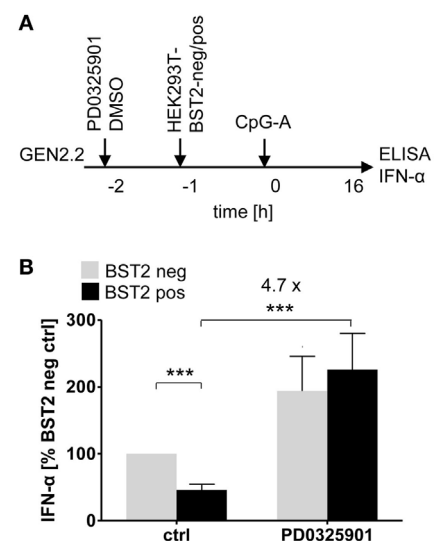 A
PD0325901
DMSO
HEK293T-
BST2-neg/pos
CpG-A
GEN2.2
ELISA
IFN-α
-2 -1 0 16
time [h]
B
BST2 neg
BST2 pos
4.7 x
***
***
IFN-α [% BST2 neg ctrl]
300
200
100
0
ctrl PD0325901